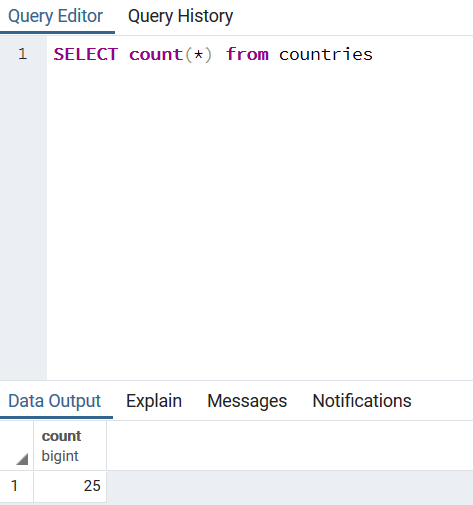 Query Editor Query History
1 SELECT count(*) from countries
Data Output Explain Messages Notifications
count
bigint
1 25